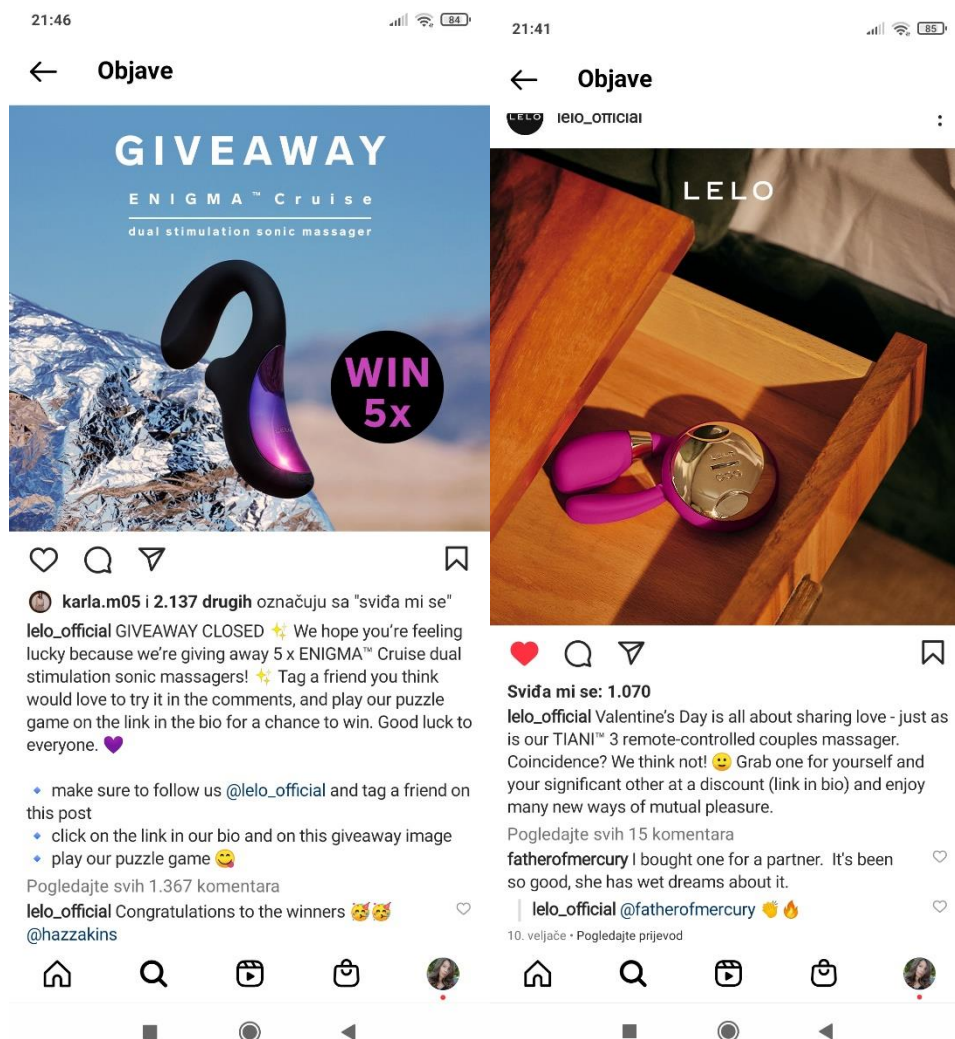 21:46
84
Objave
GIVEAWAY
ENIGMA™ Cruise
dual stimulation sonic massager
WIN
5x
karla.m05 i 2.137 drugih označuju sa "sviđa mi se"
lelo_official GIVEAWAY CLOSED ✨ We hope you're feeling
lucky because we're giving away 5 x ENIGMA™ Cruise dual
stimulation sonic massagers! ✨ Tag a friend you think
would love to try it in the comments, and play our puzzle
game on the link in the bio for a chance to win. Good luck to
everyone. 💜
🔹 make sure to follow us @lelo_official and tag a friend on
this post
🔹 click on the link in our bio and on this giveaway image
🔹 play our puzzle game 😋
Pogledajte svih 1.367 komentara
lelo_official Congratulations to the winners 🥳🥳
@hazzakins
21:41
85
Objave
LELO
lelo_official
LELO
LELO
Sviđa mi se: 1.070
lelo_official Valentine's Day is all about sharing love - just as
is our TIANI™ 3 remote-controlled couples massager.
Coincidence? We think not! 🙂 Grab one for yourself and
your significant other at a discount (link in bio) and enjoy
many new ways of mutual pleasure.
Pogledajte svih 15 komentara
fatherofmercury I bought one for a partner. It's been
so good, she has wet dreams about it.
lelo_official @fatherofmercury 👏🔥
10. veljače • Pogledajte prijevod